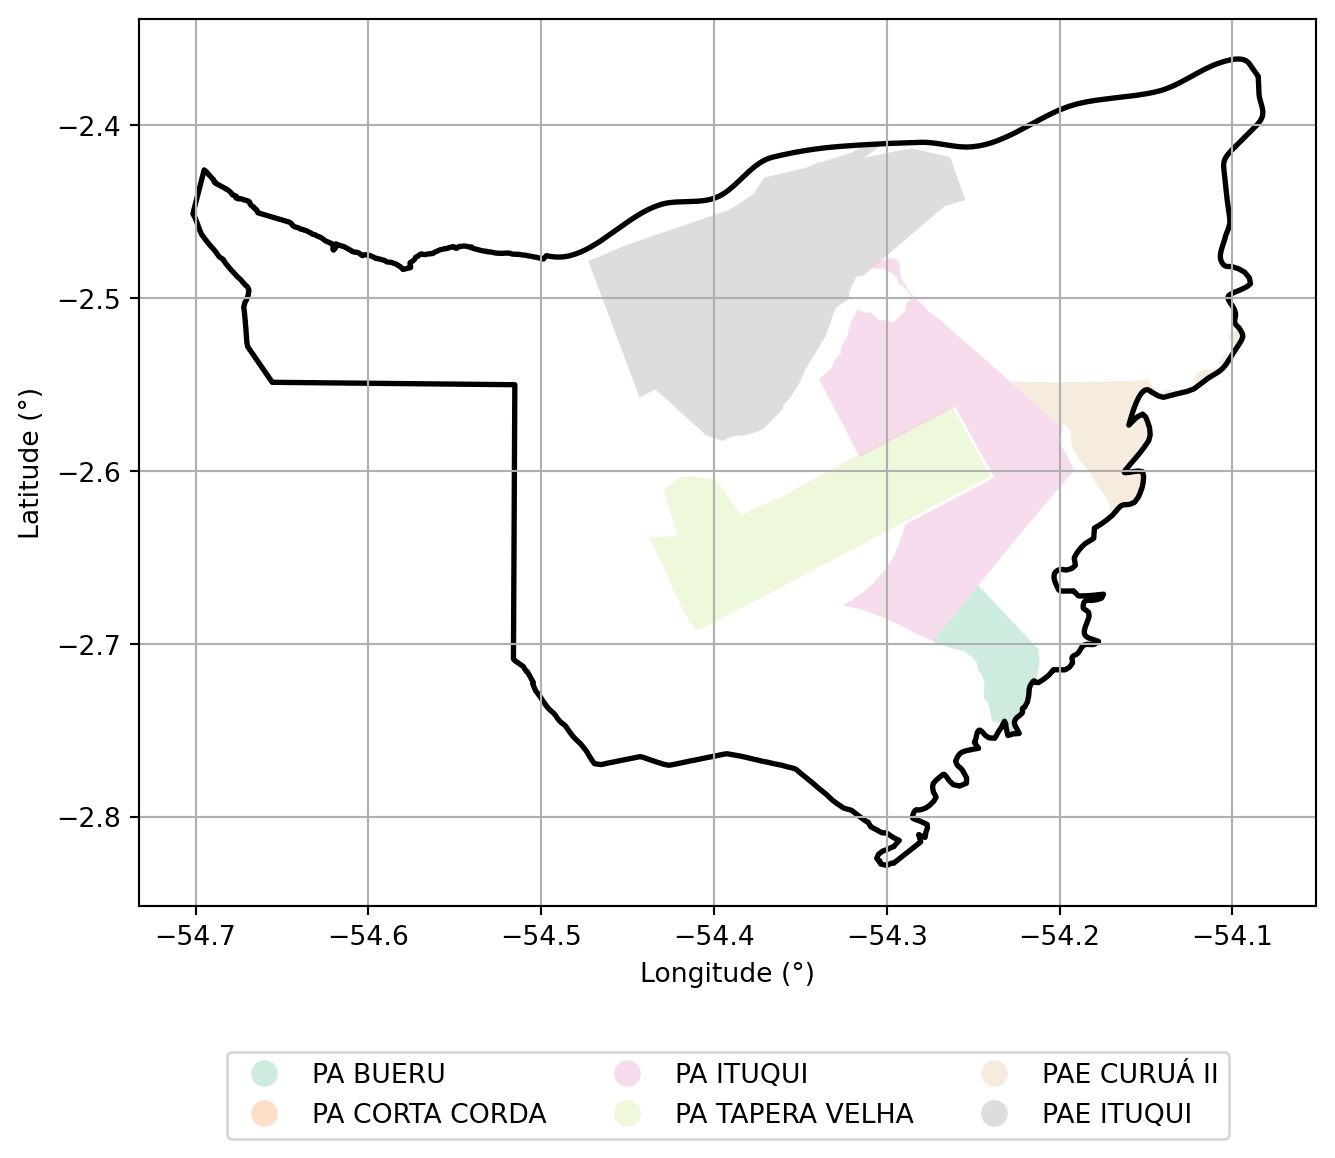 −2.4
−2.5
−2.6
−2.7
−2.8
Latitude (°)
−54.7 −54.6 −54.5 −54.4 −54.3 −54.2 −54.1
Longitude (°)
PA BUERU PA ITUQUI PAE CURUÁ II
PA CORTA CORDA PA TAPERA VELHA PAE ITUQUI